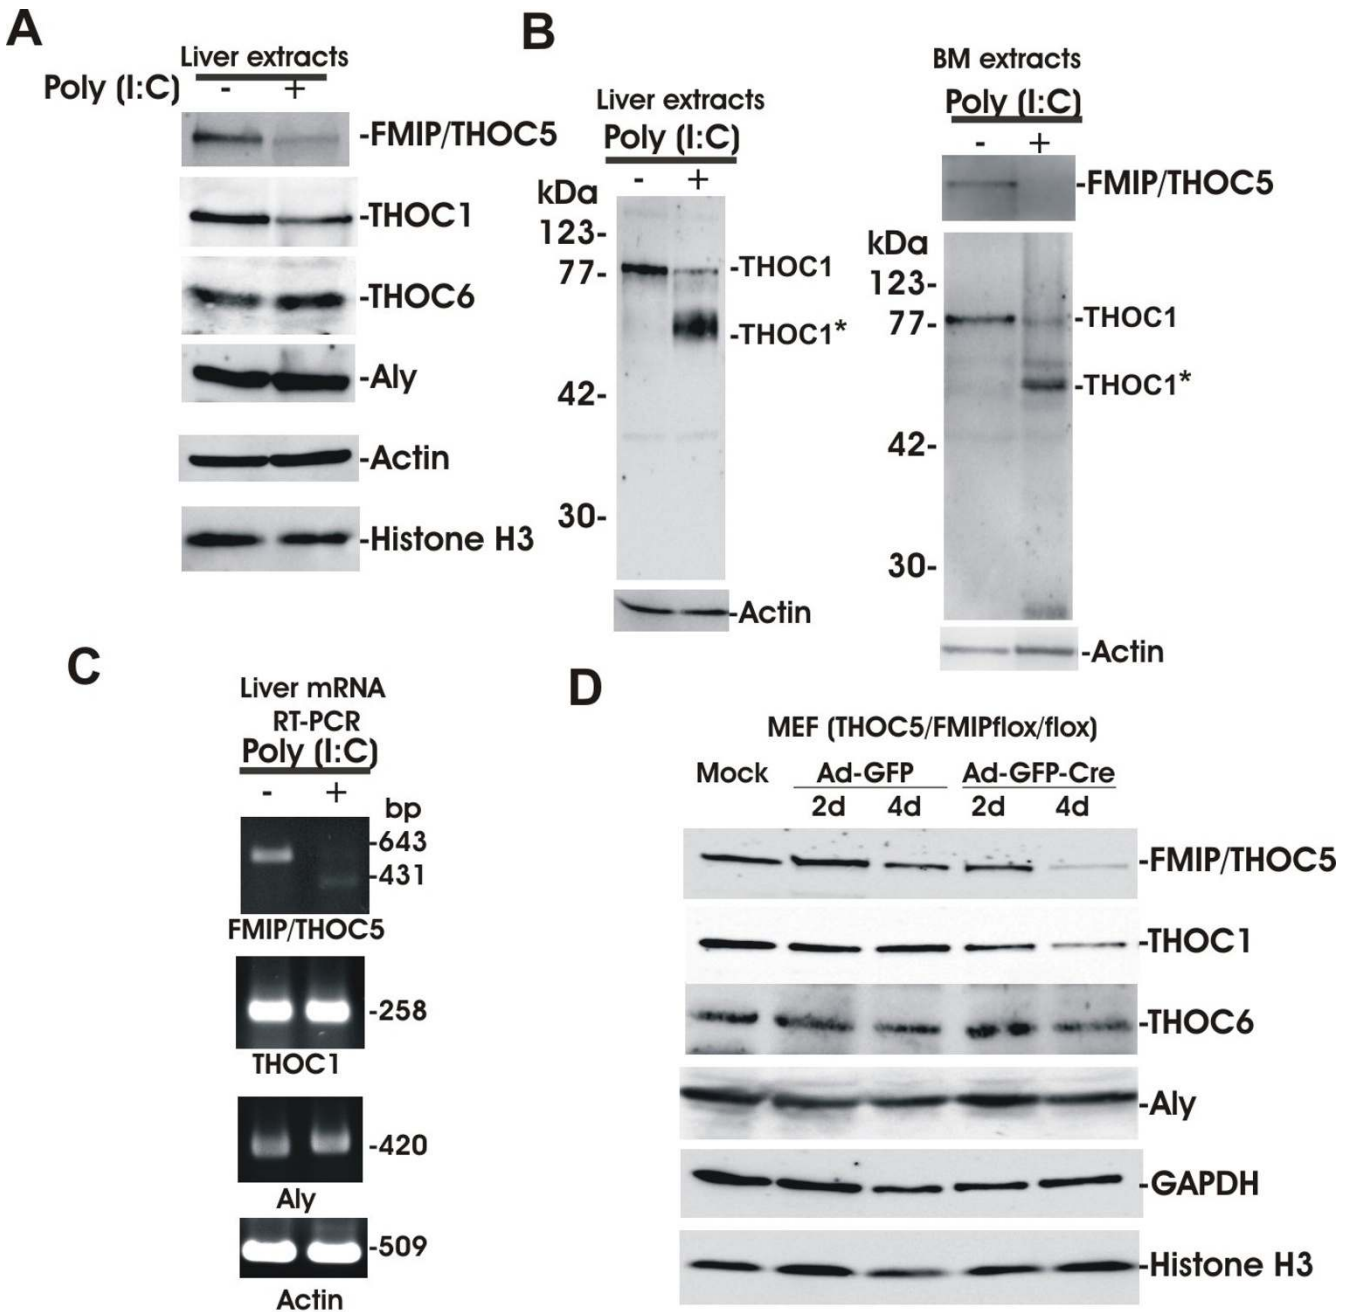 A
Liver extracts
Poly (I:C)
- +
-FMIP/THOC5
-THOC1
-THOC6
-Aly
-Actin
-Histone H3
B
Liver extracts
Poly (I:C)
- +
kDa
123-
77-
42-
30-
-THOC1
-THOC1*
-Actin
BM extracts
Poly (I:C)
- +
-FMIP/THOC5
kDa
123-
77-
42-
30-
-THOC1
-THOC1*
-Actin
C
Liver mRNA
RT-PCR
Poly (I:C)
- +
bp
-643
-431
FMIP/THOC5
-258
THOC1
-420
Aly
-509
Actin
D
MEF (THOC5/FMIPflox/flox)
Mock Ad-GFP Ad-GFP-Cre
2d 4d 2d 4d
-FMIP/THOC5
-THOC1
-THOC6
-Aly
-GAPDH
-Histone H3